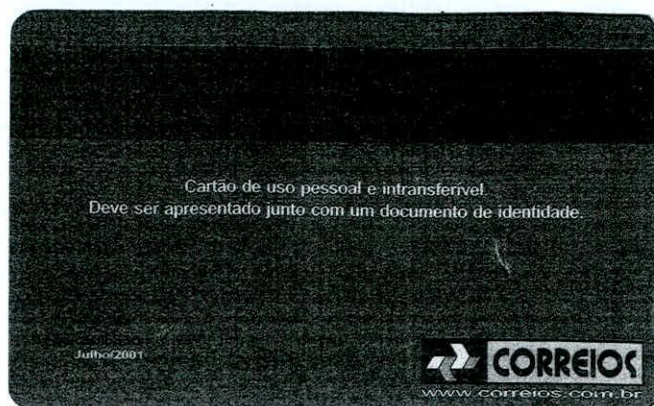 Cartão de uso pessoal e intransferível.
Deve ser apresentado junto com um documento de identidade.
Julho/2001
CORREIOS
www.correios.com.br